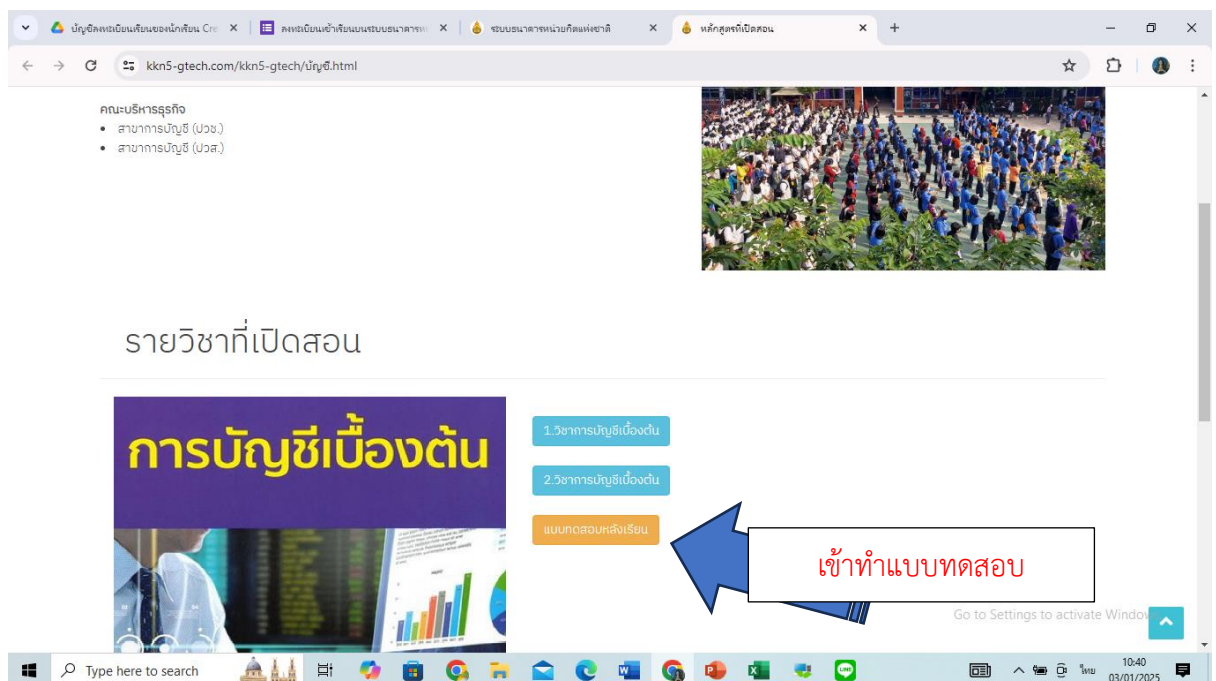 บัญชีลงทะเบียนเรียนของนักเรียน Cre
ลงทะเบียนเข้าเรียนบนระบบธนาคารหน
ระบบธนาคารหน่วยกิตแห่งชาติ
หลักสูตรที่เปิดสอน
kkn5-gtech.com/kkn5-gtech/บัญชี.html
คณะบริหารธุรกิจ
• สาขาการบัญชี (ปวช.)
• สาขาการบัญชี (ปวส.)
รายวิชาที่เปิดสอน
การบัญชีเบื้องต้น
1.วิชาการบัญชีเบื้องต้น
2.วิชาการบัญชีเบื้องต้น
แบบทดสอบหลังเรียน
เข้าทำแบบทดสอบ
Go to Settings to activate Window
Type here to search
ไทย
10:40
03/01/2025